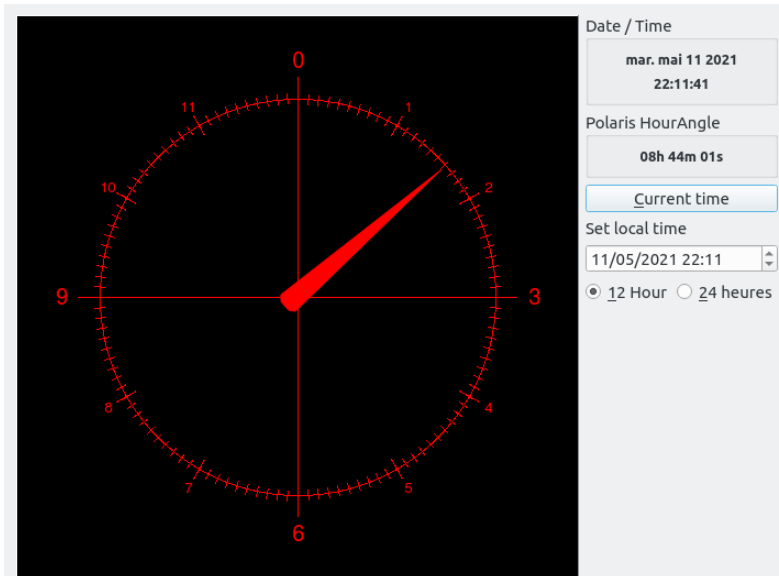 0
1
2
3
4
5
6
7
8
9
10
11
Date / Time
mar. mai 11 2021
22:11:41
Polaris HourAngle
08h 44m 01s
Current time
Set local time
11/05/2021 22:11
12 Hour 24 heures